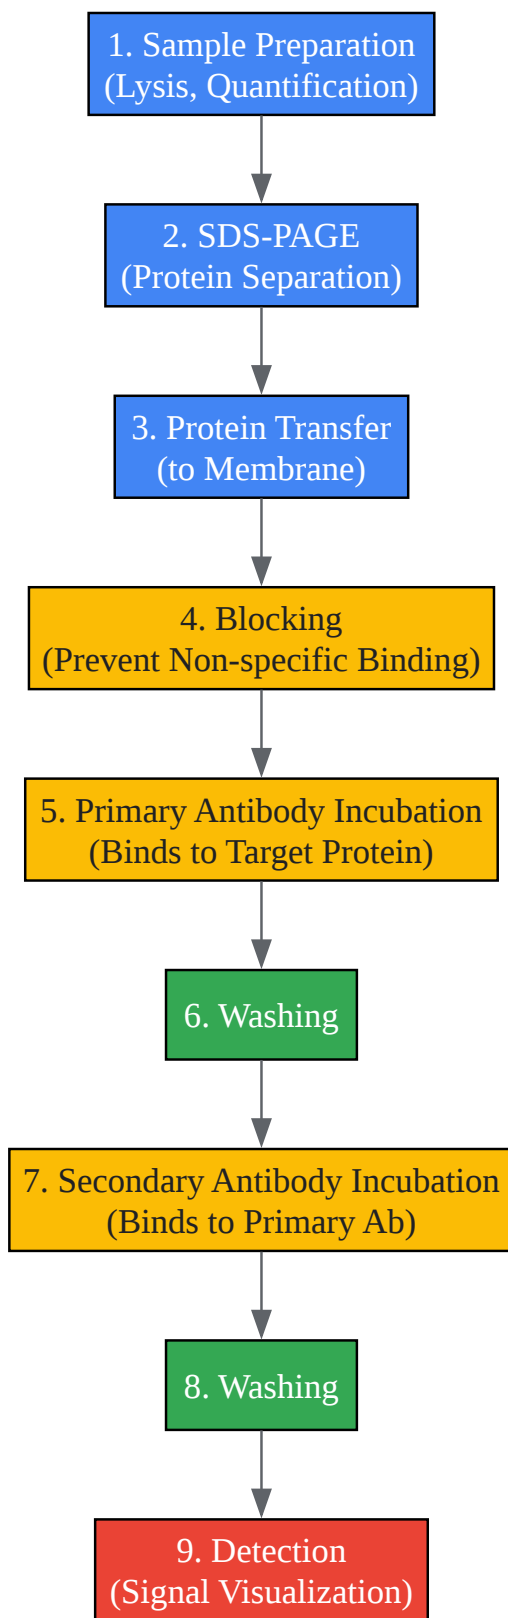 1. Sample Preparation
(Lysis, Quantification)
2. SDS-PAGE
(Protein Separation)
3. Protein Transfer
(to Membrane)
4. Blocking
(Prevent Non-specific Binding)
5. Primary Antibody Incubation
(Binds to Target Protein)
6. Washing
7. Secondary Antibody Incubation
(Binds to Primary Ab)
8. Washing
9. Detection
(Signal Visualization)